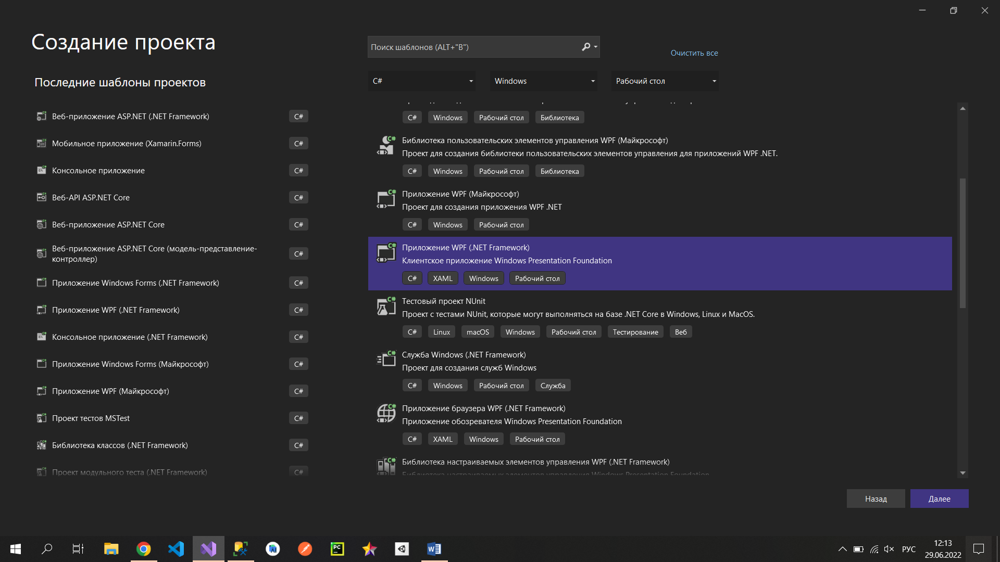 Создание проекта
Последние шаблоны проектов
Веб-приложение ASP.NET (.NET Framework) C#
Мобильное приложение (Xamarin.Forms) C#
Консольное приложение C#
Веб-API ASP.NET Core C#
Веб-приложение ASP.NET Core C#
Веб-приложение ASP.NET Core (модель-представление-
контроллер) C#
Приложение Windows Forms (.NET Framework) C#
Приложение WPF (.NET Framework) C#
Консольное приложение (.NET Framework) C#
Приложение Windows Forms (Майкрософт) C#
Приложение WPF (Майкрософт) C#
Проект тестов MSTest C#
Библиотека классов (.NET Framework) C#
Проект модульного теста (.NET Framework) C#
Поиск шаблонов (ALT+"B")
Очистить все
C# Windows Рабочий стол
C# Windows Рабочий стол Библиотека
Библиотека пользовательских элементов управления WPF (Майкрософт)
Проект для создания библиотеки пользовательских элементов управления для приложений WPF .NET.
C# Windows Рабочий стол Библиотека
Приложение WPF (Майкрософт)
Проект для создания приложения WPF .NET
C# Windows Рабочий стол
Приложение WPF (.NET Framework)
Клиентское приложение Windows Presentation Foundation
C# XAML Windows Рабочий стол
Тестовый проект NUnit
Проект с тестами NUnit, которые могут выполняться на базе .NET Core в Windows, Linux и MacOS.
C# Linux macOS Windows Рабочий стол Тестирование Веб
Служба Windows (.NET Framework)
Проект для создания служб Windows
C# Windows Рабочий стол Служба
Приложение браузера WPF (.NET Framework)
Приложение обозревателя Windows Presentation Foundation
C# XAML Windows Рабочий стол
Библиотека настраиваемых элементов управления WPF (.NET Framework)
Библиотека настраиваемых элементов управления Windows Presentation Foundation
Назад Далее
РУС
12:13
29.06.2022